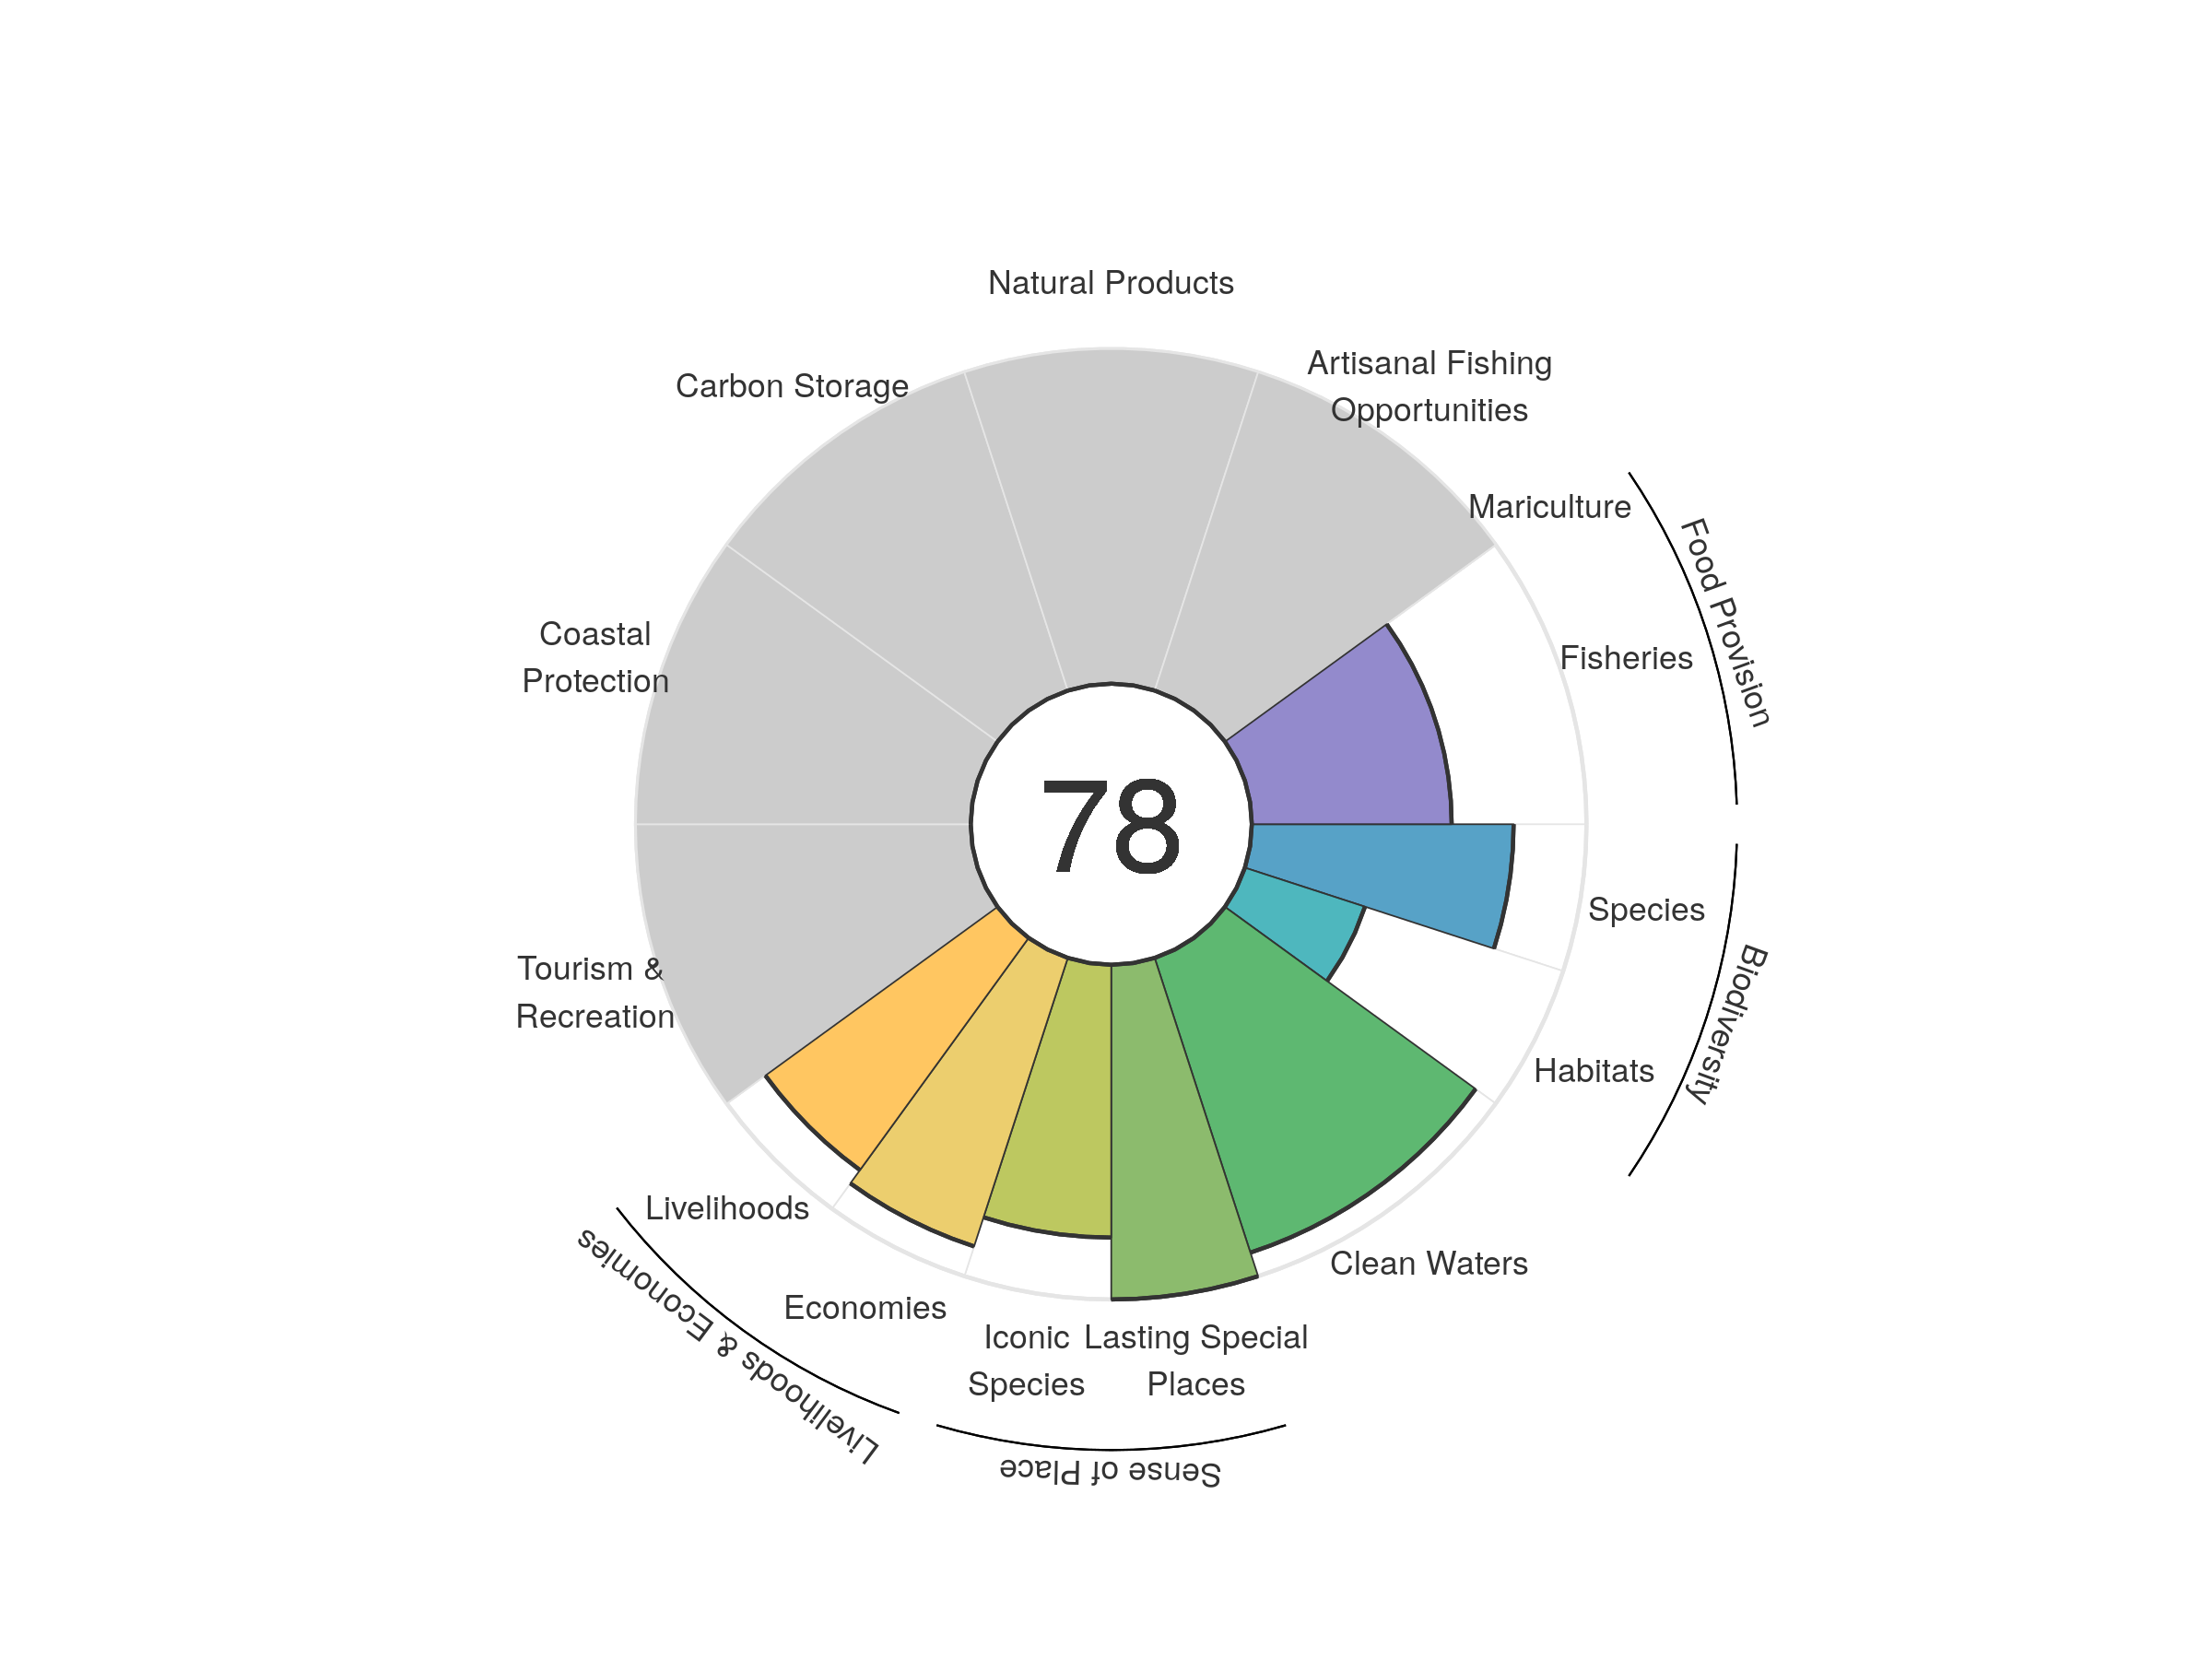 Natural Products
Artisanal Fishing
Opportunities
Carbon Storage
Mariculture
Food Provision
Fisheries
Coastal
Protection
78
Species
Biodiversity
Tourism &
Recreation
Habitats
Livelihoods
Clean Waters
Economies
Livelihoods & Economies
Iconic
Species
Lasting Special
Places
Sense of Place